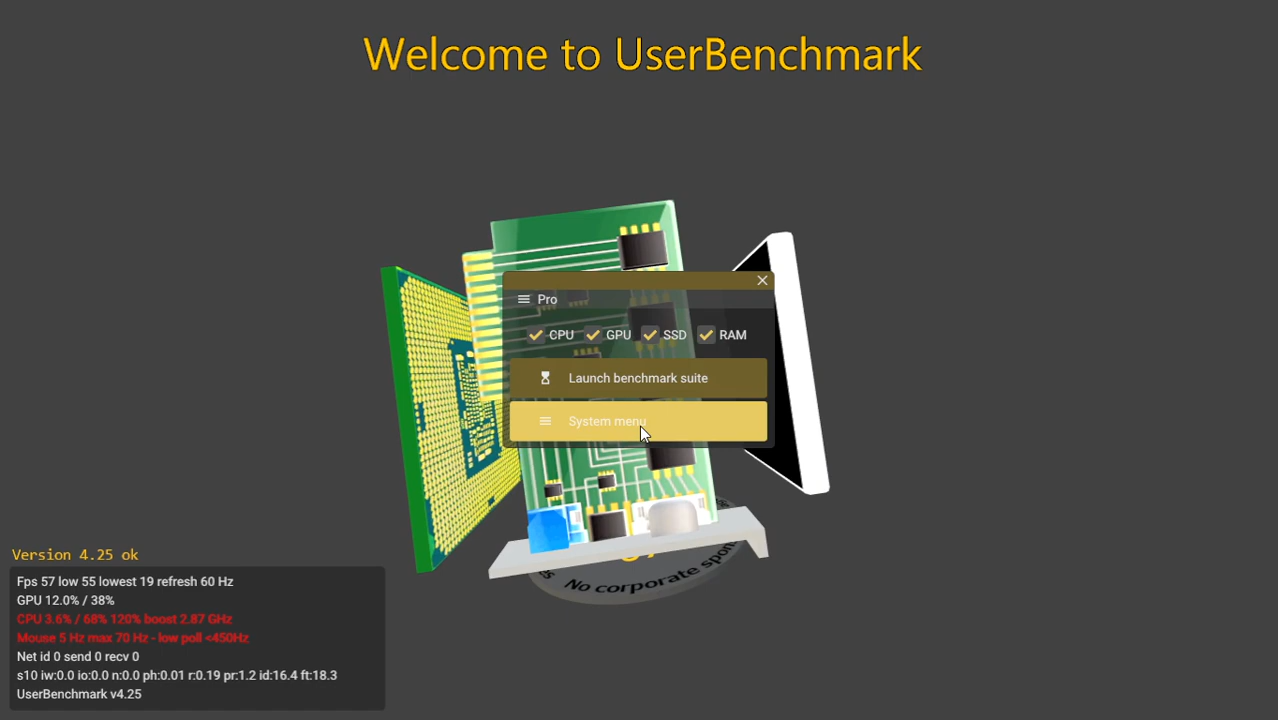 Welcome to UserBenchmark
Pro
CPU GPU SSD RAM
Launch benchmark suite
System menu
No corporate spon
Version 4.25 ok
Fps 57 low 55 lowest 19 refresh 60 Hz
GPU 12.0% / 38%
CPU 3.6% / 68% 120% boost 2.87 GHz
Mouse 5 Hz max 70 Hz - low poll <450Hz
Net id 0 send 0 recv 0
s10 iw:0.0 io:0.0 n:0.0 ph:0.01 r:0.19 pr:1.2 id:16.4 ft:18.3
UserBenchmark v4.25